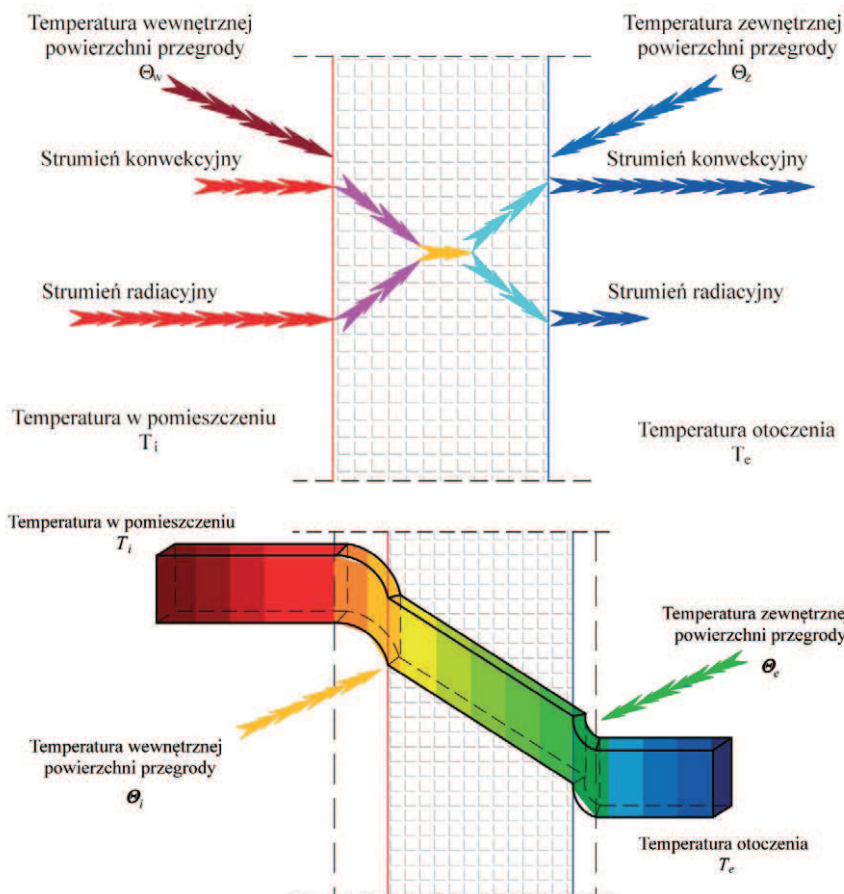 Temperatura wewnętrznej
powierzchni przegrody
Θw
Temperatura zewnętrznej
powierzchni przegrody
Θz
Strumień konwekcyjny
Strumień konwekcyjny
Strumień radiacyjny
Strumień radiacyjny
Temperatura w pomieszczeniu
Ti
Temperatura otoczenia
Te
Temperatura w pomieszczeniu
Ti
Temperatura zewnętrznej
powierzchni przegrody
Θe
Temperatura wewnętrznej
powierzchni przegrody
Θi
Temperatura otoczenia
Te